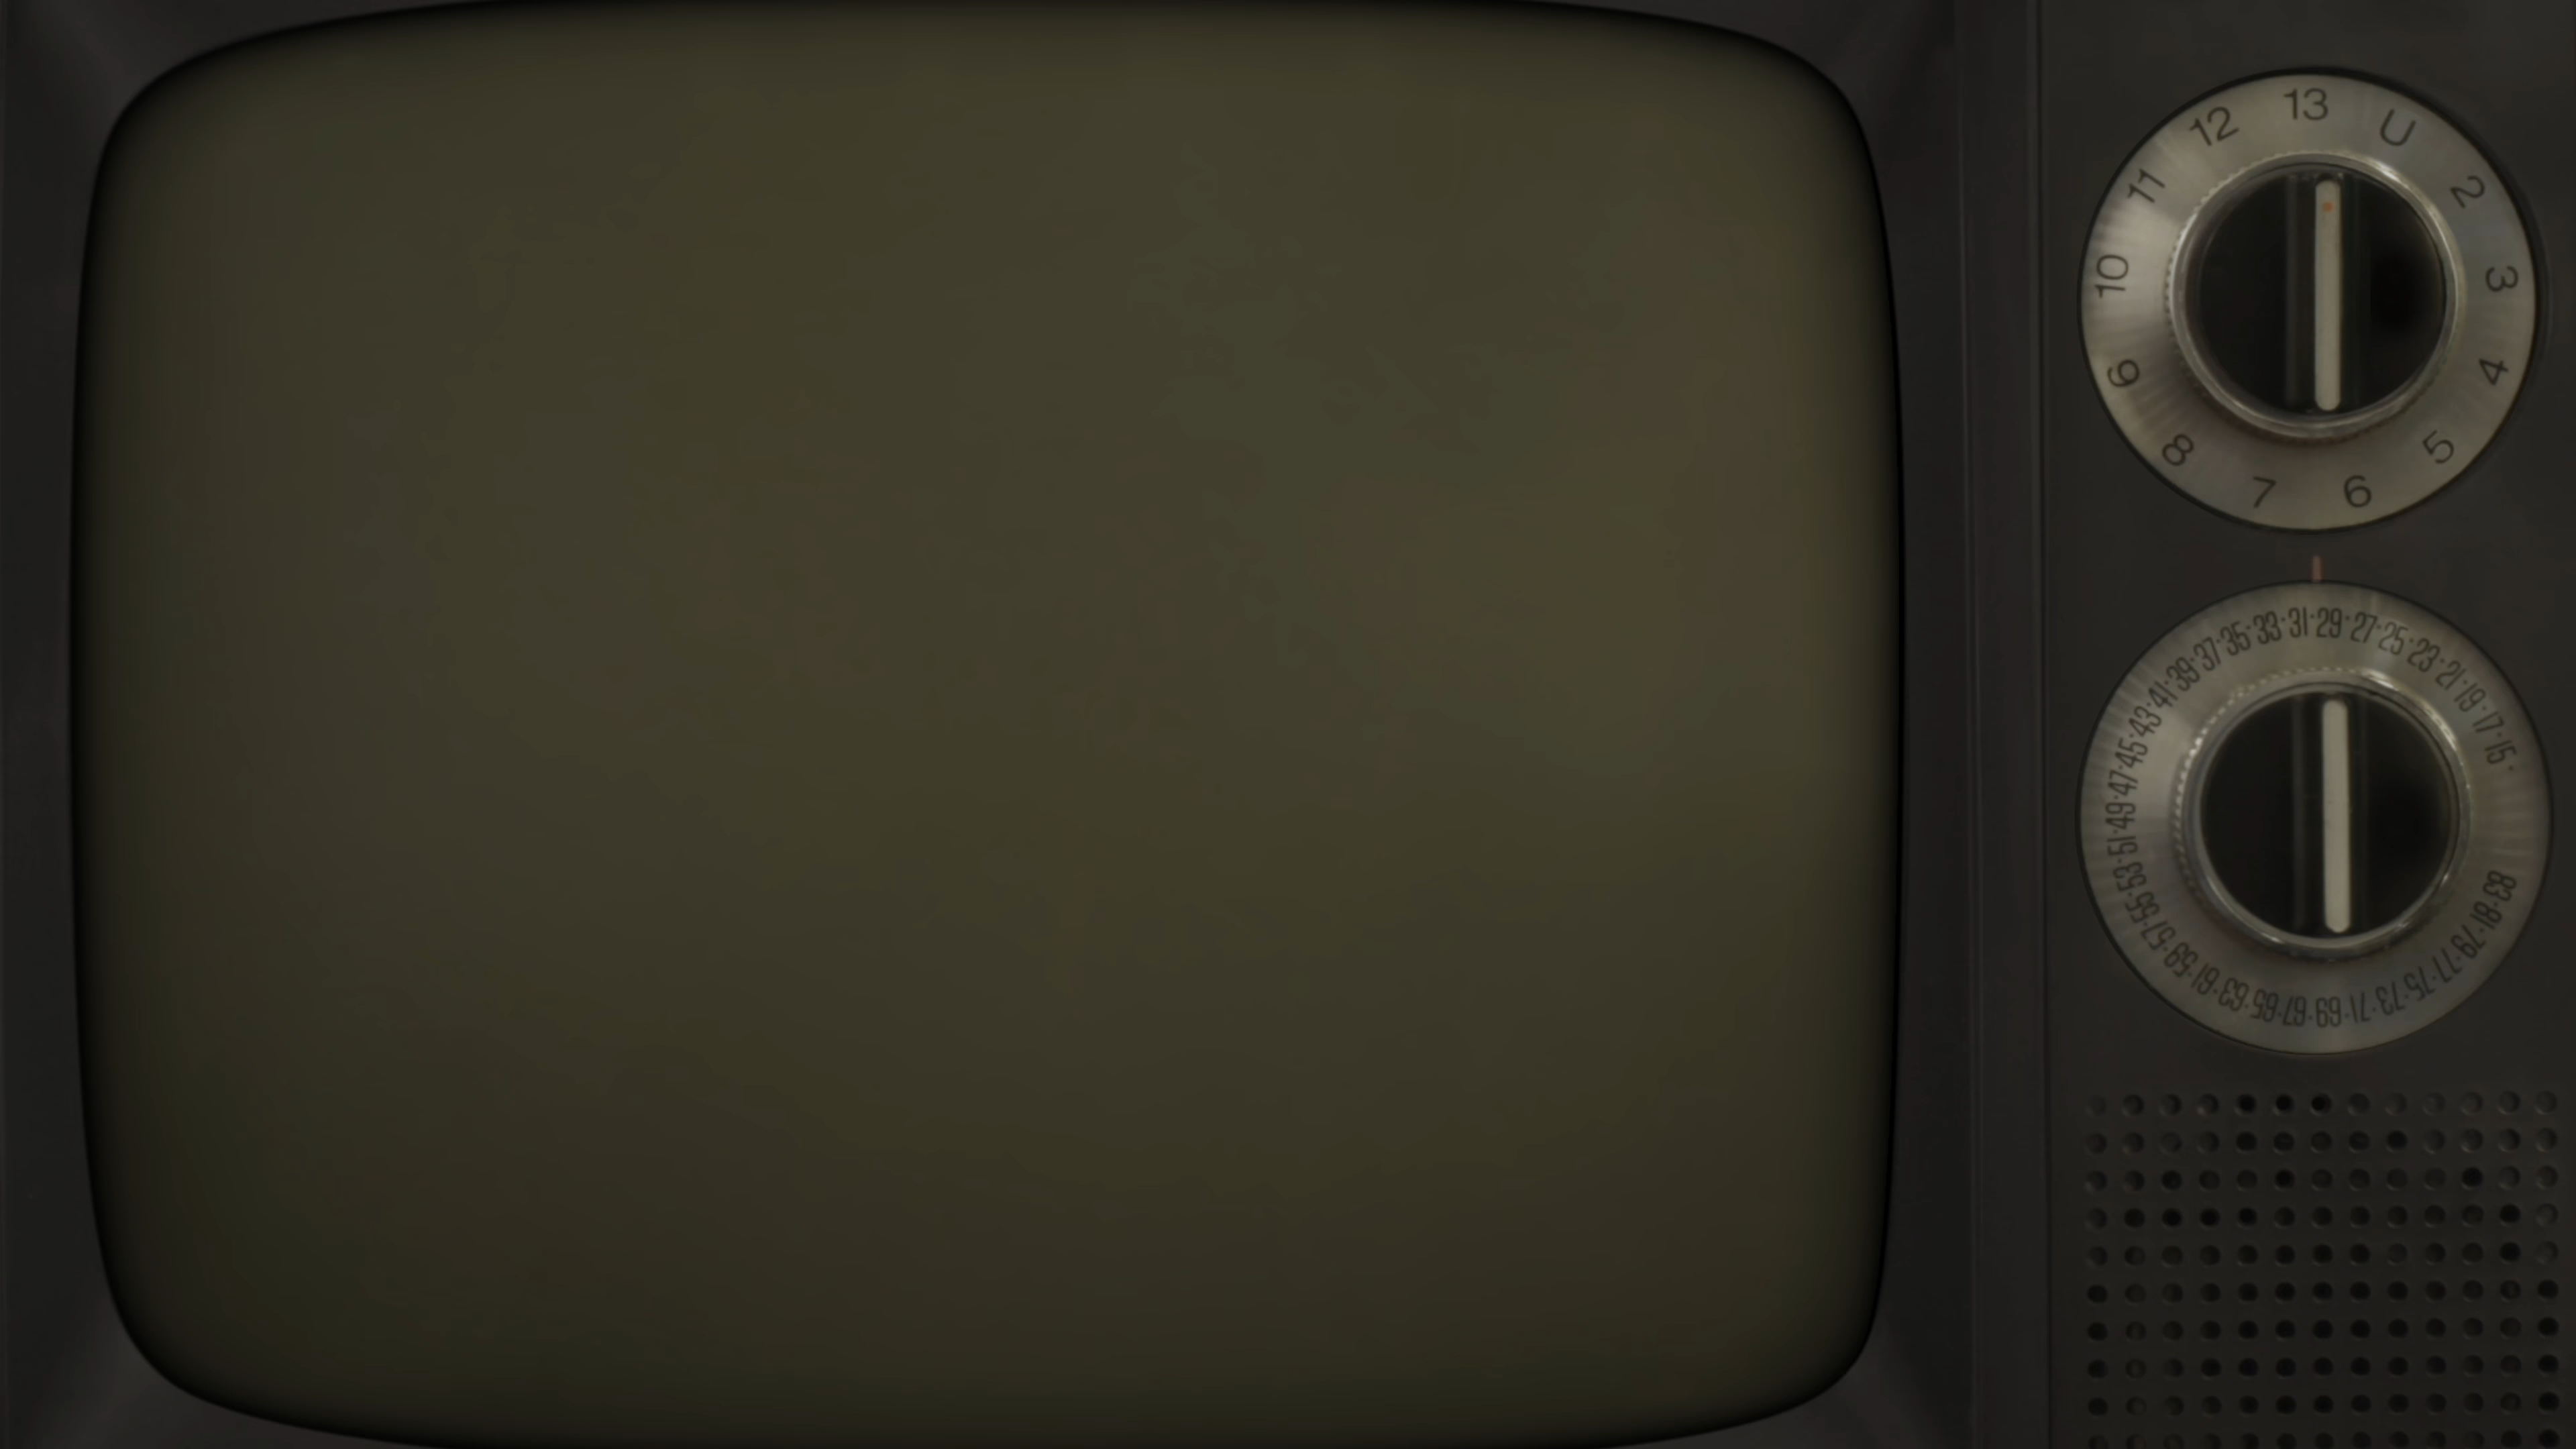 13 U 2 3 4 5 6 7 8 9 10 11 12
15 · 17 · 19 · 21 · 23 · 25 · 27 · 29 · 31 · 33 · 35 · 37 · 39 · 41 · 43 · 45 · 47 · 49 · 51 · 53 · 55 · 57 · 59 · 61 · 63 · 65 · 67 · 69 · 71 · 73 · 75 · 77 · 79 · 81 · 83